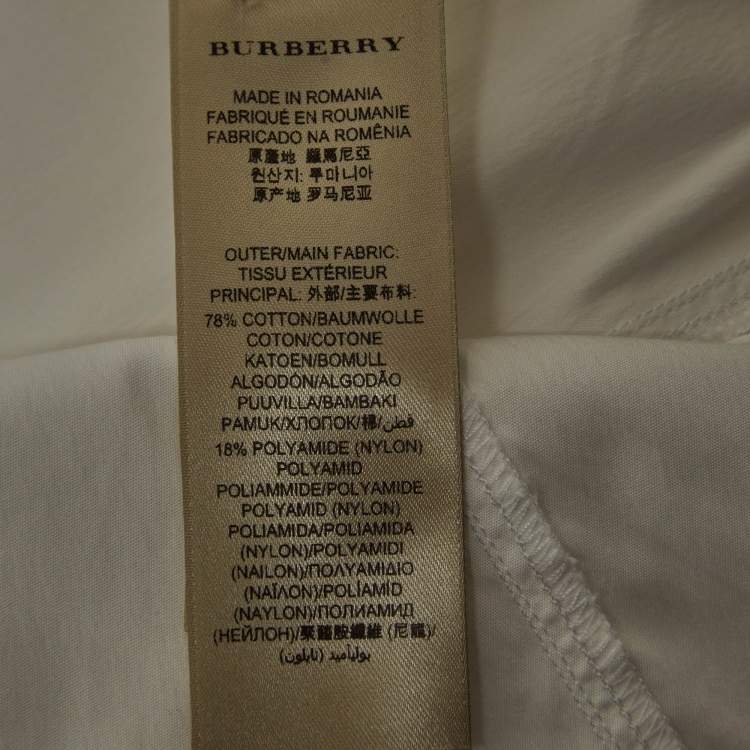 BURBERRY
MADE IN ROMANIA
FABRIQUÉ EN ROUMANIE
FABRICADO NA ROMÊNIA
原產地 羅馬尼亞
원산지: 루마니아
原产地 罗马尼亚
OUTER/MAIN FABRIC:
TISSU EXTÉRIEUR
PRINCIPAL: 外部/主要布料:
78% COTTON/BAUMWOLLE
COTON/COTONE
KATOEN/BOMULL
ALGODÓN/ALGODÃO
PUUVILLA/BAMBAKI
PAMUK/ХЛОПОК/棉/قطن/
18% POLYAMIDE (NYLON)
POLYAMID
POLIAMMIDE/POLYAMIDE
POLYAMID (NYLON)
POLIAMIDA/POLIAMIDA
(NYLON)/POLYAMIDI
(NAILON)/ΠΟΛΥΑΜΙΔΙΟ
(ΝΑΪΛΟΝ)/POLÍAMID
(NAYLON)/ПОЛИАМИД
(НЕЙЛОН)/聚醯胺纖維 (尼龍)/
بولياميد (نايلون)/